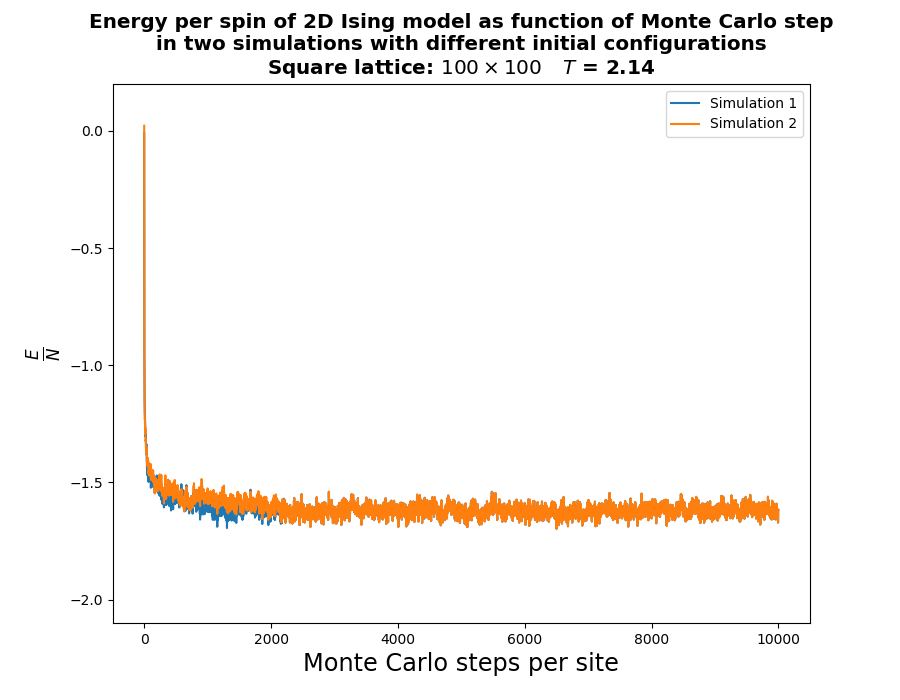 Energy per spin of 2D Ising model as function of Monte Carlo step
in two simulations with different initial configurations
Square lattice: 100 × 100 T = 2.14
Simulation 1
Simulation 2
0.0
−0.5
−1.0
−1.5
−2.0
E
N
0 2000 4000 6000 8000 10000
Monte Carlo steps per site